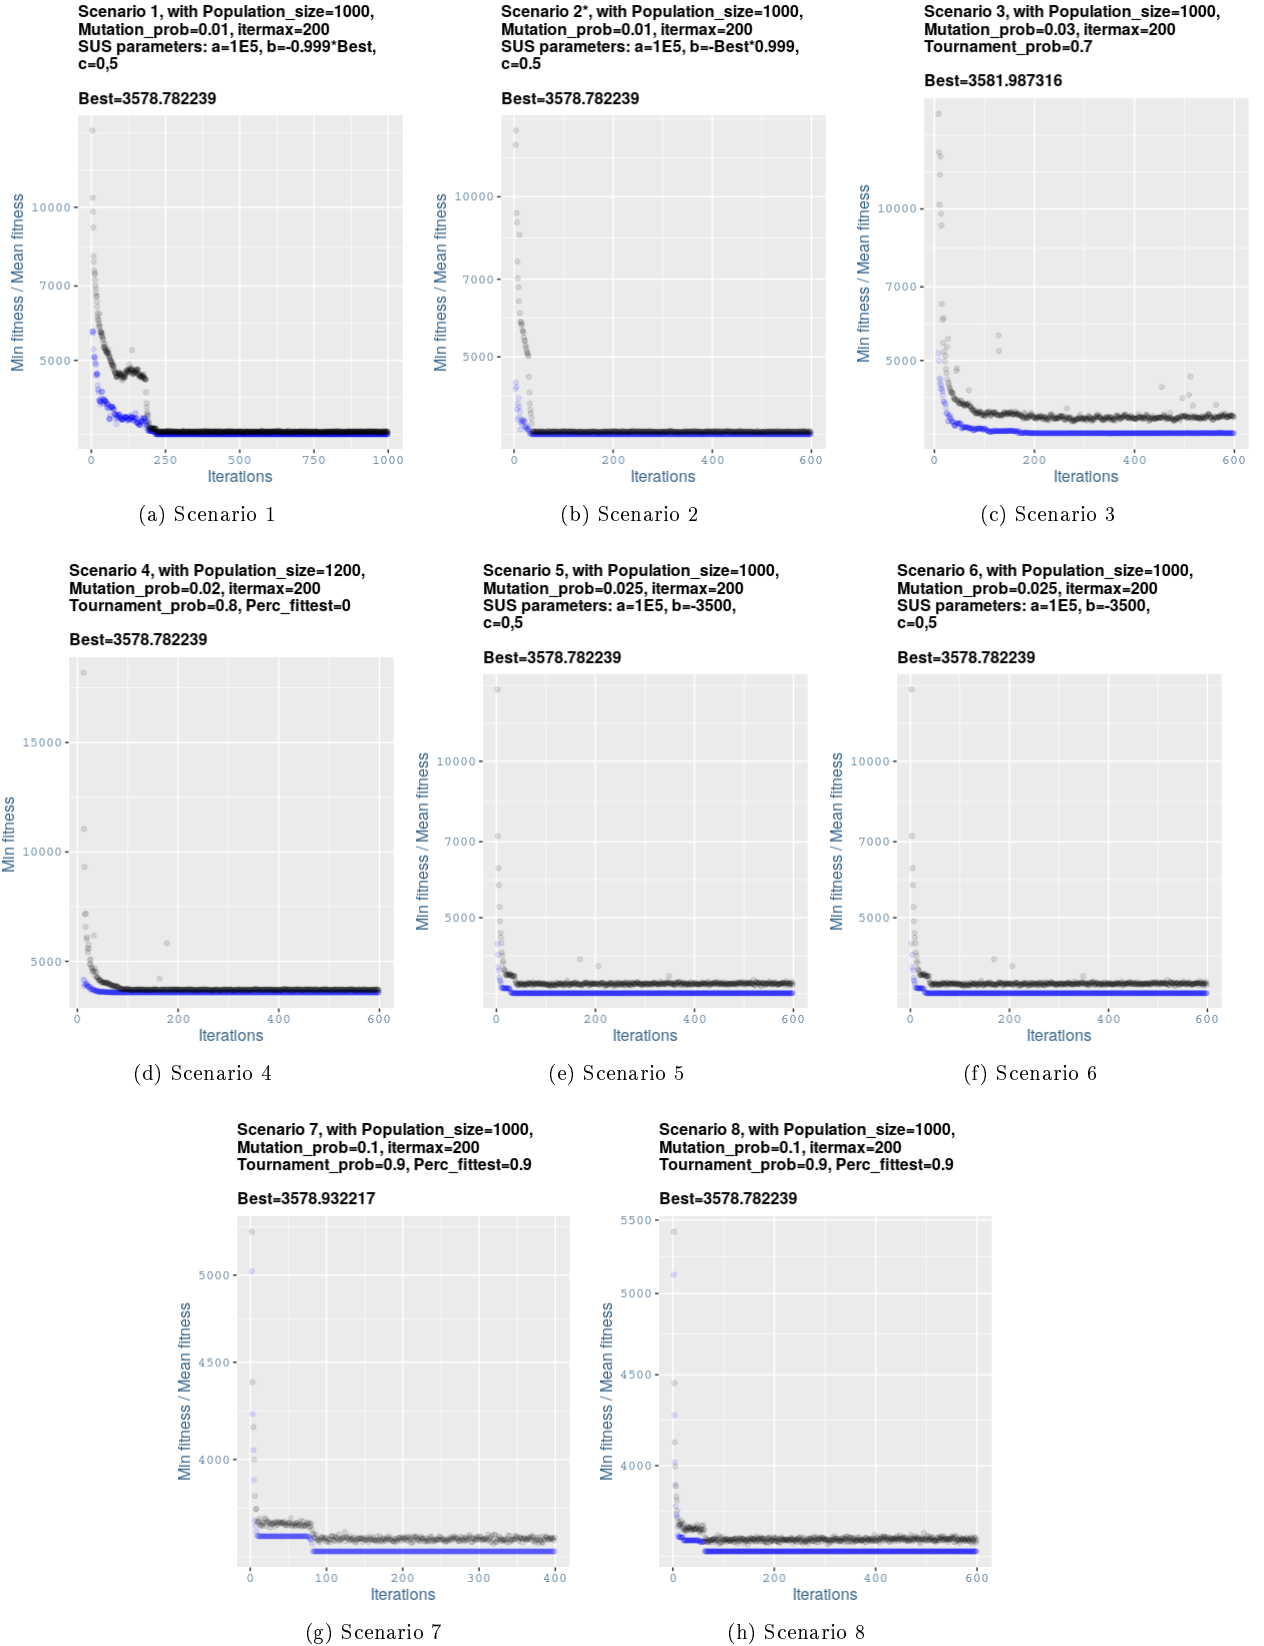 Scenario 1, with Population_size=1000,
Mutation_prob=0.01, itermax=200
SUS parameters: a=1E5, b=-0.999*Best,
c=0,5
Best=3578.782239
Min fitness / Mean fitness
10000
7000
5000
0 250 500 750 1000
Iterations
(a) Scenario 1
Scenario 2*, with Population_size=1000,
Mutation_prob=0.01, itermax=200
SUS parameters: a=1E5, b=-Best*0.999,
c=0.5
Best=3578.782239
Min fitness / Mean fitness
10000
7000
5000
0 200 400 600
Iterations
(b) Scenario 2
Scenario 3, with Population_size=1000,
Mutation_prob=0.03, itermax=200
Tournament_prob=0.7
Best=3581.987316
Min fitness / Mean fitness
10000
7000
5000
0 200 400 600
Iterations
(c) Scenario 3
Scenario 4, with Population_size=1200,
Mutation_prob=0.02, itermax=200
Tournament_prob=0.8, Perc_fittest=0
Best=3578.782239
Min fitness
15000
10000
5000
0 200 400 600
Iterations
(d) Scenario 4
Scenario 5, with Population_size=1000,
Mutation_prob=0.025, itermax=200
SUS parameters: a=1E5, b=-3500,
c=0,5
Best=3578.782239
Min fitness / Mean fitness
10000
7000
5000
0 200 400 600
Iterations
(e) Scenario 5
Scenario 6, with Population_size=1000,
Mutation_prob=0.025, itermax=200
SUS parameters: a=1E5, b=-3500,
c=0,5
Best=3578.782239
Min fitness / Mean fitness
10000
7000
5000
0 200 400 600
Iterations
(f) Scenario 6
Scenario 7, with Population_size=1000,
Mutation_prob=0.1, itermax=200
Tournament_prob=0.9, Perc_fittest=0.9
Best=3578.932217
Min fitness / Mean fitness
5000
4500
4000
0 100 200 300 400
Iterations
(g) Scenario 7
Scenario 8, with Population_size=1000,
Mutation_prob=0.1, itermax=200
Tournament_prob=0.9, Perc_fittest=0.9
Best=3578.782239
Min fitness / Mean fitness
5500
5000
4500
4000
0 200 400 600
Iterations
(h) Scenario 8